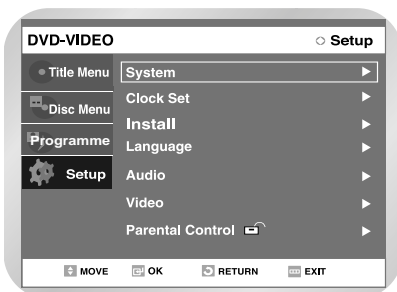 DVD-VIDEO Setup
Title Menu
Disc Menu
Programme
Setup
System
Clock Set
Install
Language
Audio
Video
Parental Control
MOVE OK RETURN EXIT